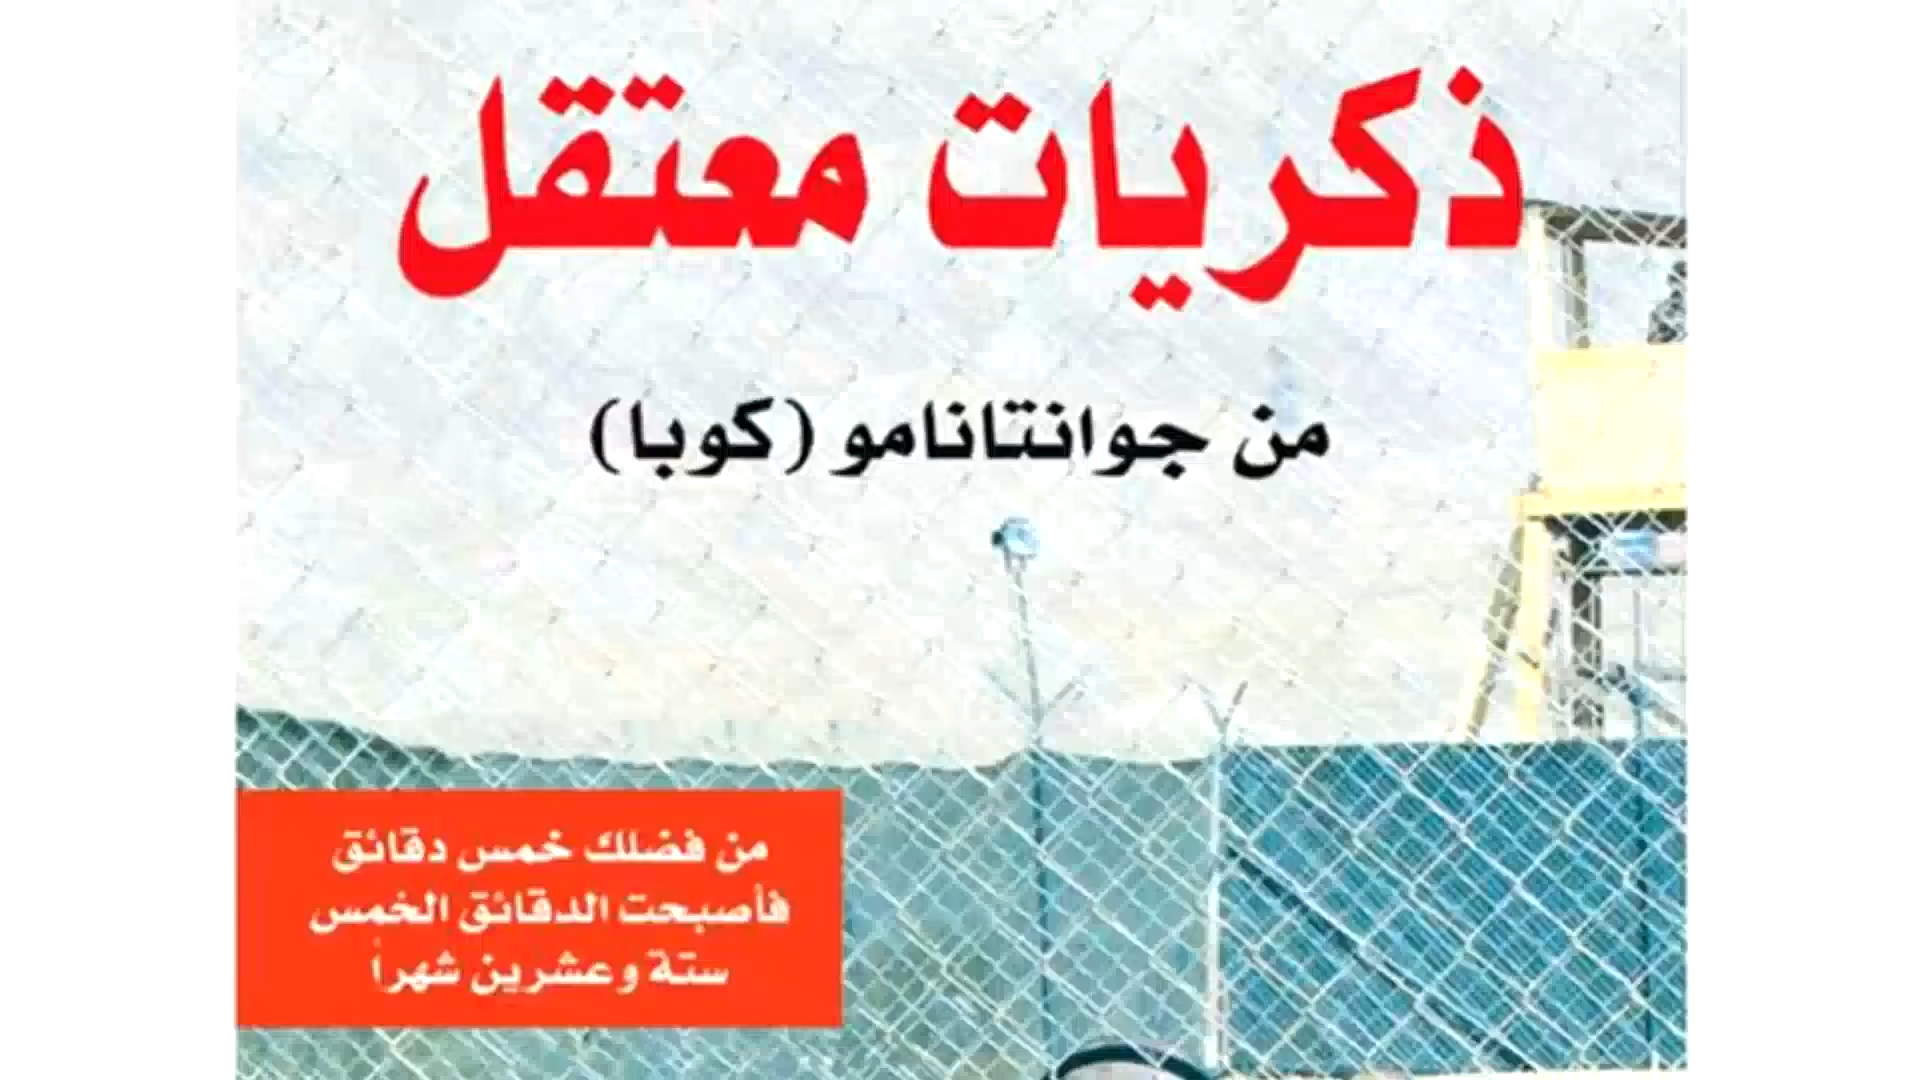 ذكريات معتقل
من جوانتانامو (كوبا)
من فضلك خمس دقائق
فأصبحت الدقائق الخمس
ستة وعشرين شهراً